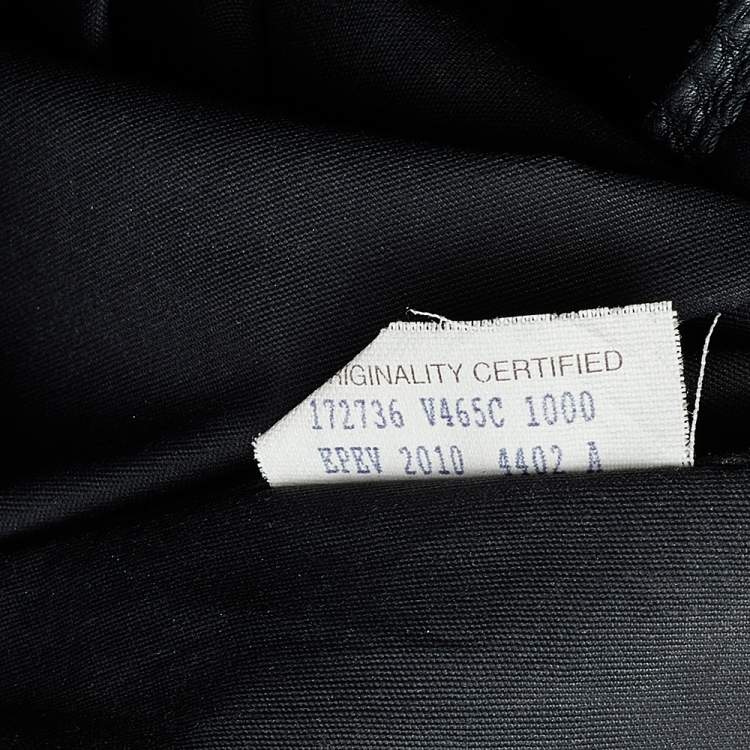 RIGINALITY CERTIFIED
172736 V465C 1000
EPEV 2010 4402 A